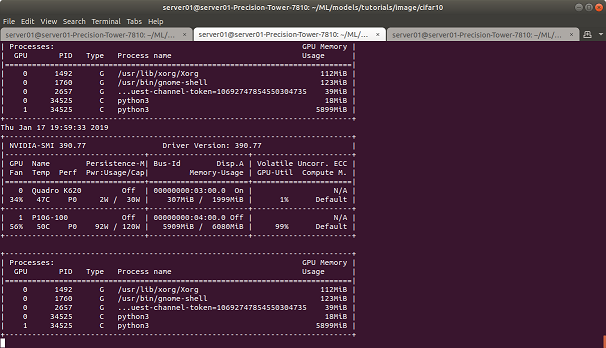 server01@server01-Precision-Tower-7810: ~/ML/models/tutorials/image/cifar10
File Edit View Search Terminal Tabs Help
server01@server01-Precision-Tower-7810: ~/ML/... × server01@server01-Precision-Tower-7810: ~/ML/... × server01@server01-Precision-Tower-7810: ~/ML/... ×
| Processes: GPU Memory |
| GPU PID Type Process name Usage |
|=============================================================================|
| 0 1492 G /usr/lib/xorg/Xorg 112MiB |
| 0 1760 G /usr/bin/gnome-shell 123MiB |
| 0 2657 G ...uest-channel-token=10692747854550304735 39MiB |
| 0 34525 C python3 18MiB |
| 1 34525 C python3 5899MiB |
+-----------------------------------------------------------------------------+
Thu Jan 17 19:59:33 2019
+-----------------------------------------------------------------------------+
| NVIDIA-SMI 390.77 Driver Version: 390.77 |
|-------------------------------+----------------------+----------------------+
| GPU Name Persistence-M| Bus-Id Disp.A | Volatile Uncorr. ECC |
| Fan Temp Perf Pwr:Usage/Cap| Memory-Usage | GPU-Util Compute M. |
|===============================+======================+======================|
| 0 Quadro K620 Off | 00000000:03:00.0 On | N/A |
| 34% 47C P0 2W / 30W | 307MiB / 1999MiB | 1% Default |
+-------------------------------+----------------------+----------------------+
| 1 P106-100 Off | 00000000:04:00.0 Off | N/A |
| 56% 50C P0 92W / 120W | 5909MiB / 6080MiB | 99% Default |
+-------------------------------+----------------------+----------------------+
+-----------------------------------------------------------------------------+
| Processes: GPU Memory |
| GPU PID Type Process name Usage |
|=============================================================================|
| 0 1492 G /usr/lib/xorg/Xorg 112MiB |
| 0 1760 G /usr/bin/gnome-shell 123MiB |
| 0 2657 G ...uest-channel-token=10692747854550304735 39MiB |
| 0 34525 C python3 18MiB |
| 1 34525 C python3 5899MiB |
+-----------------------------------------------------------------------------+